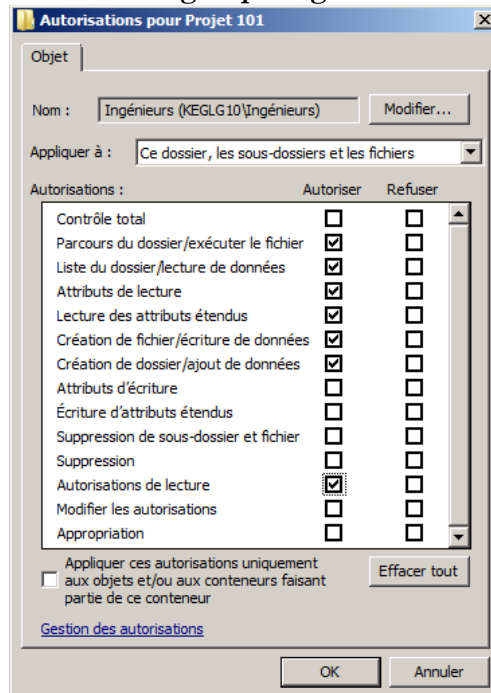 Autorisations pour Projet 101
Objet
Nom : Ingénieurs (KEGLG10\Ingénieurs) Modifier...
Appliquer à : Ce dossier, les sous-dossiers et les fichiers
Autorisations : Autoriser Refuser
Contrôle total
Parcours du dossier/exécuter le fichier
Liste du dossier/lecture de données
Attributs de lecture
Lecture des attributs étendus
Création de fichier/écriture de données
Création de dossier/ajout de données
Attributs d'écriture
Écriture d'attributs étendus
Suppression de sous-dossier et fichier
Suppression
Autorisations de lecture
Modifier les autorisations
Appropriation
Appliquer ces autorisations uniquement
aux objets et/ou aux conteneurs faisant
partie de ce conteneur
Effacer tout
Gestion des autorisations
OK Annuler